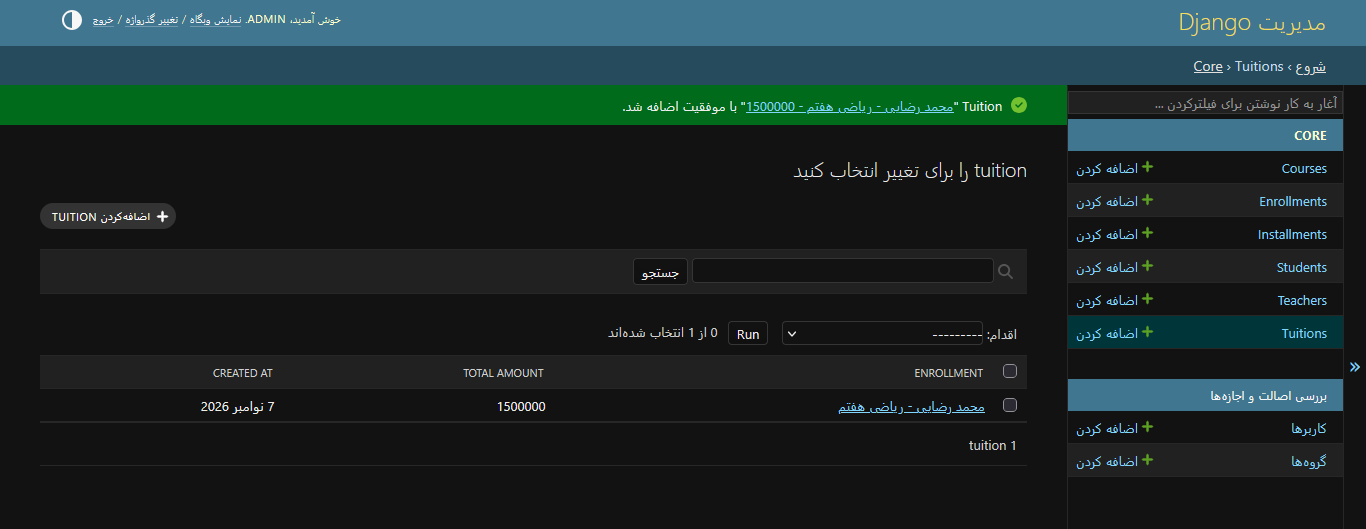 مدیریت Django
خوش آمدید، ADMIN. نمایش وبگاه / تغییر گذرواژه / خروج
شروع › Core › Tuitions
آغاز به کار نوشتن برای فیلترکردن ...
CORE
Courses اضافه کردن
Enrollments اضافه کردن
Installments اضافه کردن
Students اضافه کردن
Teachers اضافه کردن
Tuitions اضافه کردن
بررسی اصالت و اجازه‌ها
کاربرها اضافه کردن
گروه‌ها اضافه کردن
»
Tuition "محمد رضایی - ریاضی هفتم - 1500000" با موفقیت اضافه شد.
tuition را برای تغییر انتخاب کنید
اضافه‌کردن TUITION
جستجو
اقدام: --------- Run 0 از 1 انتخاب شده‌اند
ENROLLMENT TOTAL AMOUNT CREATED AT
محمد رضایی - ریاضی هفتم 1500000 7 نوامبر 2026
1 tuition